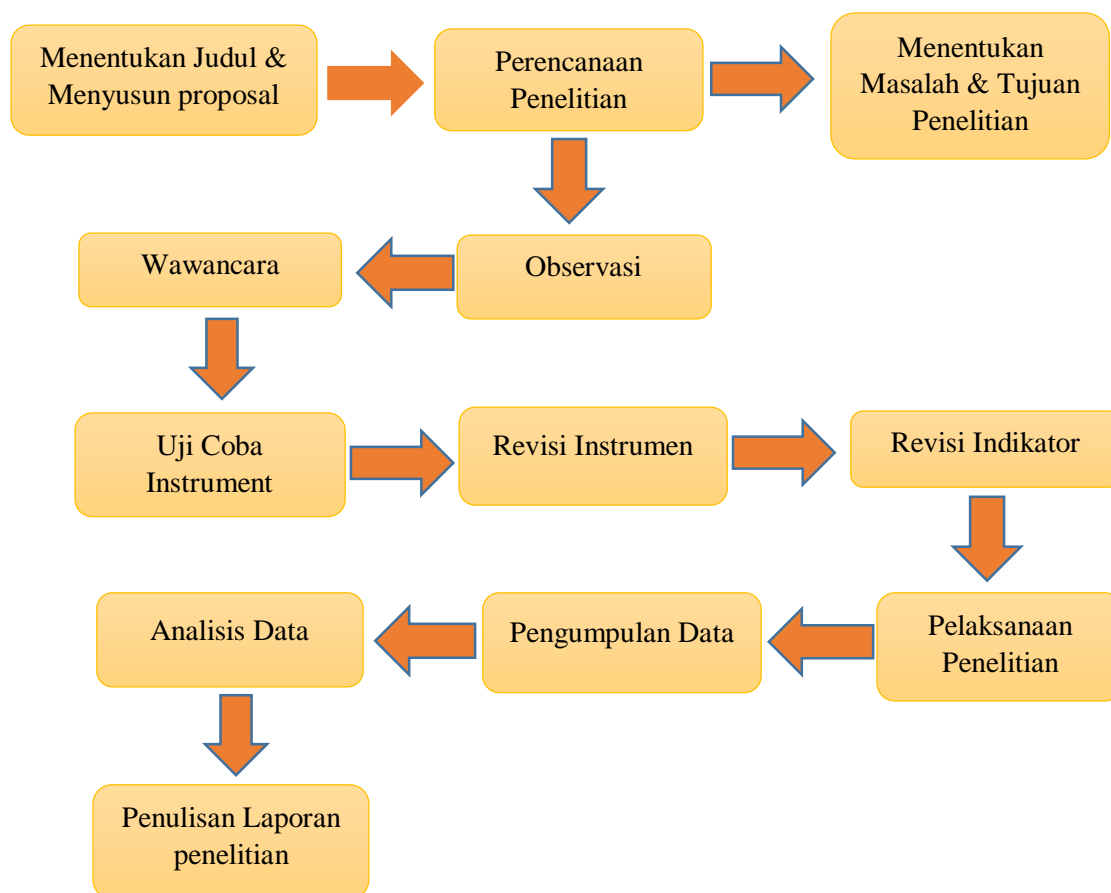 Menentukan Judul &
Menyusun proposal
Perencanaan
Penelitian
Menentukan
Masalah & Tujuan
Penelitian
Wawancara
Observasi
Uji Coba
Instrument
Revisi Instrumen
Revisi Indikator
Analisis Data
Pengumpulan Data
Pelaksanaan
Penelitian
Penulisan Laporan
penelitian